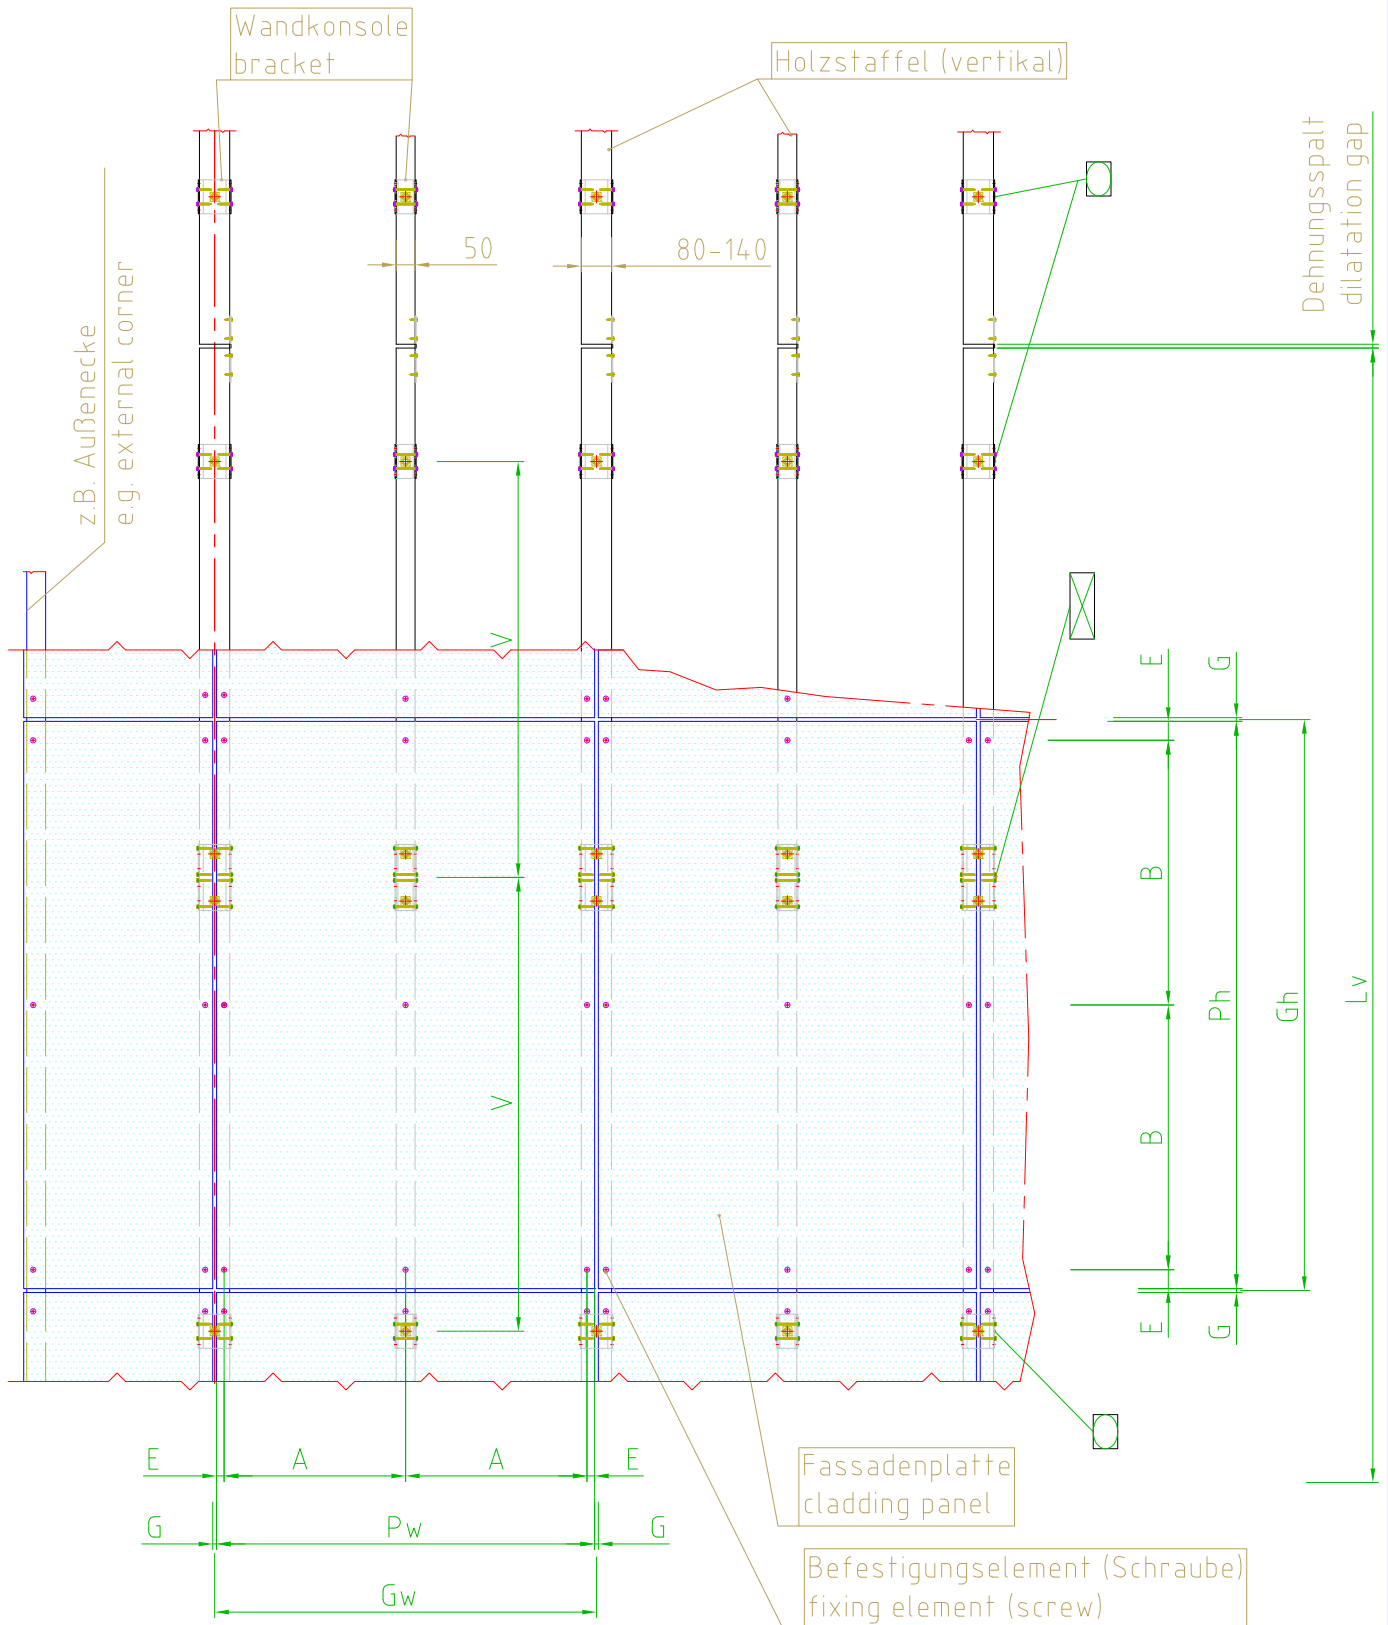 Wandkonsole
bracket
Holzstaffel (vertikal)
Dehnungsspalt
dilatation gap
50
80-140
z.B. Außenecke
e.g. external corner
V
E
G
B
Ph
Gh
Lv
V
B
E
G
E
A
A
E
G
Pw
G
Gw
Fassadenplatte
cladding panel
Befestigungselement (Schraube)
fixing element (screw)